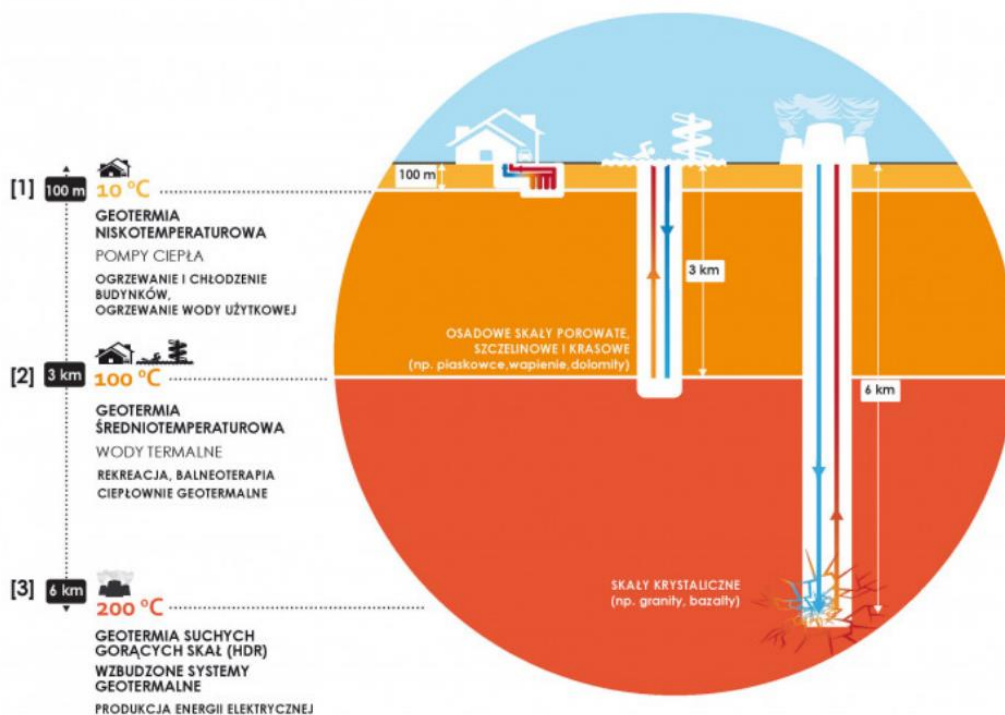 [1]
100 m
10 °C
GEOTERMIA
NISKOTEMPERATUROWA
POMPY CIEPŁA
OGRZEWANIE I CHŁODZENIE
BUDYNKÓW,
OGRZEWANIE WODY UŻYTKOWEJ
[2]
3 km
100 °C
GEOTERMIA
ŚREDNIOTEMPERATUROWA
WODY TERMALNE
REKREACJA, BALNEOTERAPIA
CIEPŁOWNIE GEOTERMALNE
[3]
6 km
200 °C
GEOTERMIA SUCHYCH
GORĄCYCH SKAŁ (HDR)
WZBUDZONE SYSTEMY
GEOTERMALNE
PRODUKCJA ENERGII ELEKTRYCZNEJ
100 m
3 km
OSADOWE SKAŁY POROWATE,
SZCZELINOWE I KRASOWE
(np. piaskowce,wapienie,dolomity)
6 km
SKAŁY KRYSTALICZNE
(np. granity, bazalty)